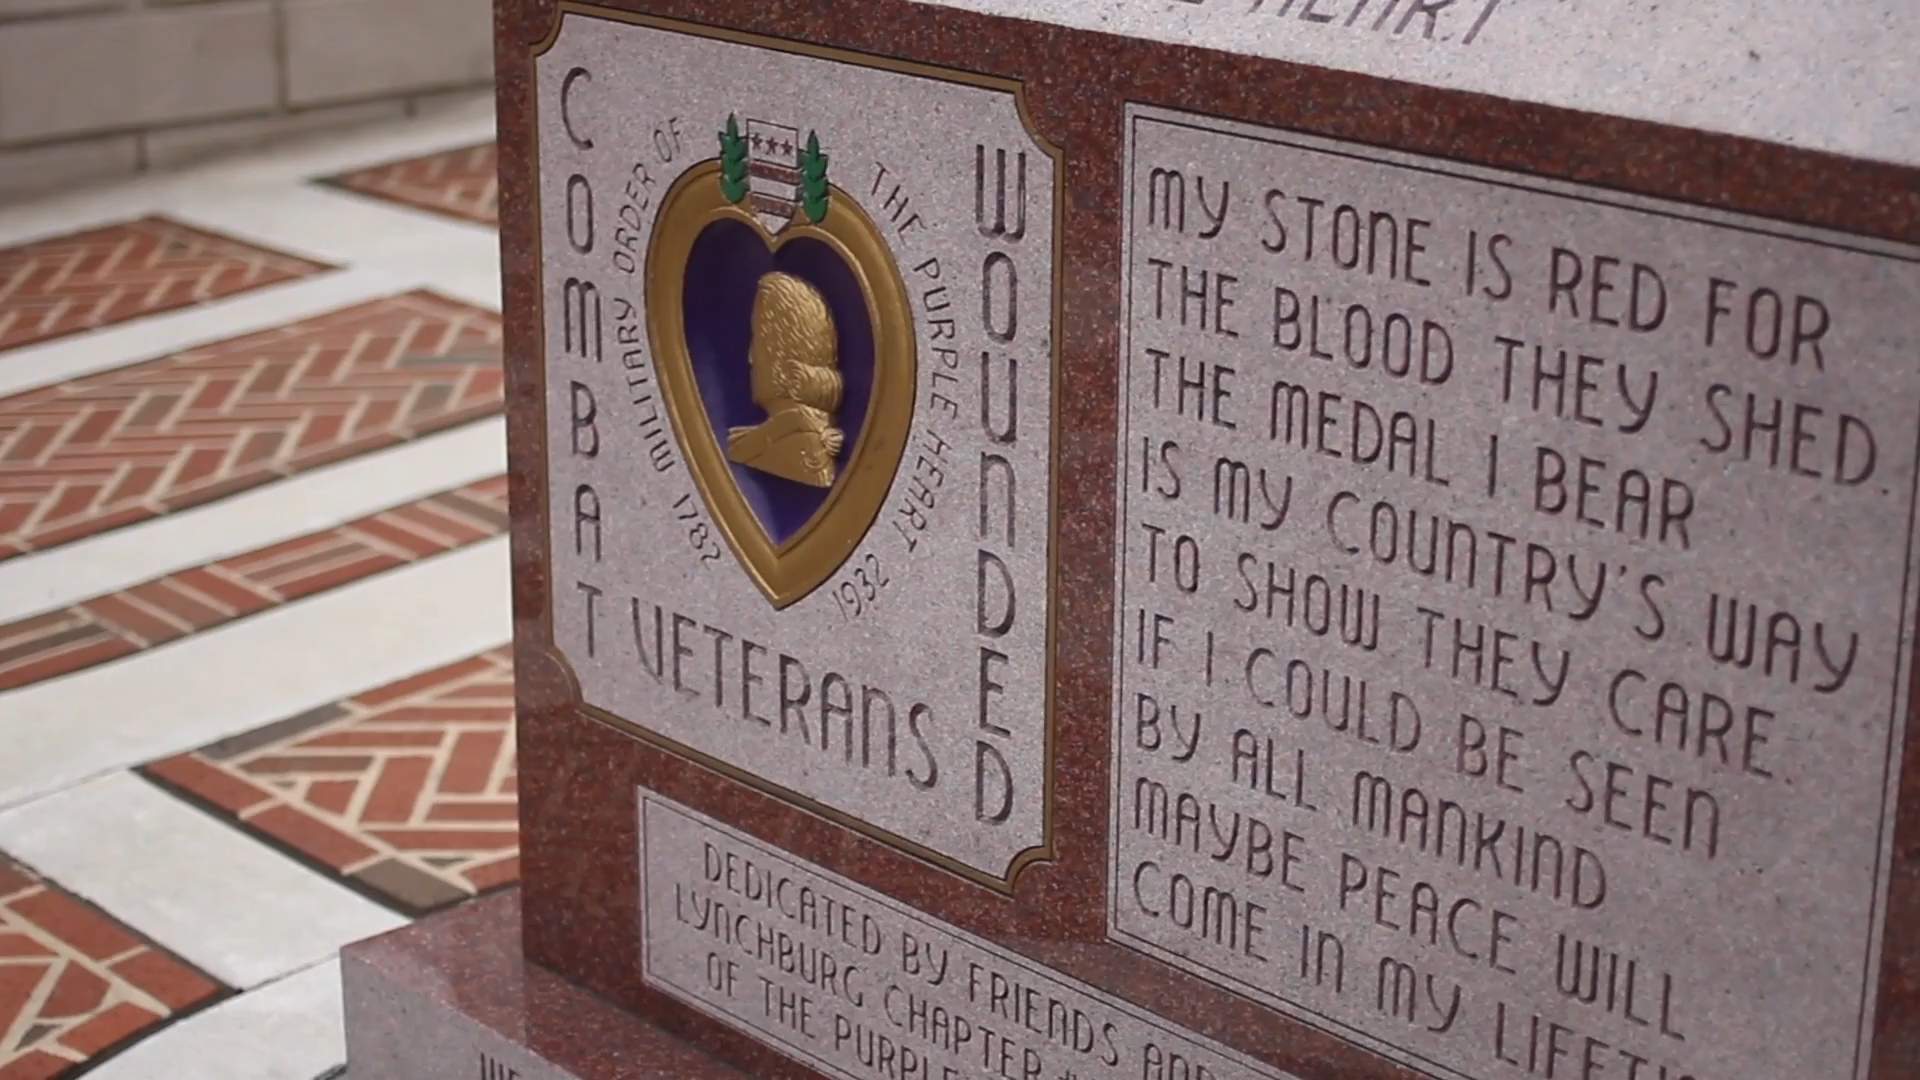 HEART
COMBAT
WOUNDED
VETERANS
MILITARY ORDER OF
THE PURPLE HEART
1782
1932
MY STONE IS RED FOR
THE BLOOD THEY SHED.
THE MEDAL I BEAR
IS MY COUNTRY'S WAY
TO SHOW THEY CARE.
IF I COULD BE SEEN
BY ALL MANKIND
MAYBE PEACE WILL
COME IN MY
DEDICATED BY FRIENDS AND
LYNCHBURG CHAPTER
OF THE PURPLE